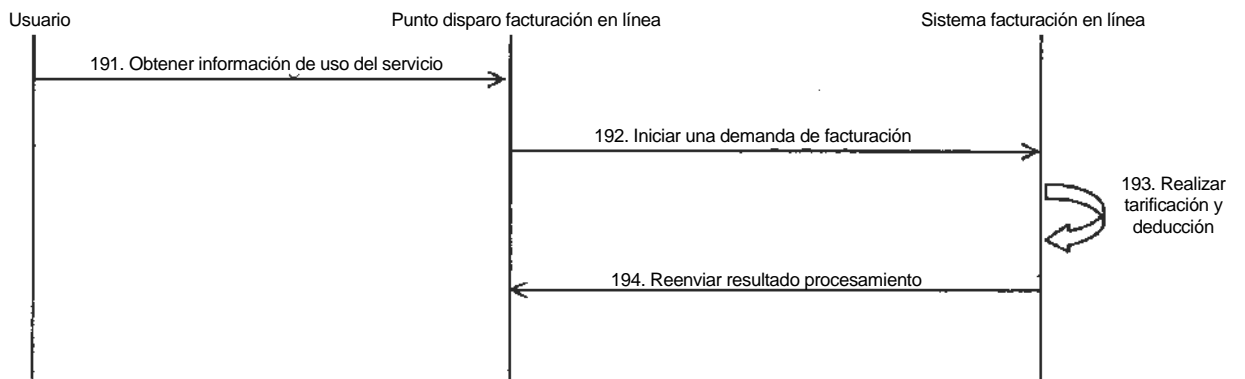 Usuario
Punto disparo facturación en línea
Sistema facturación en línea
191. Obtener información de uso del servicio
192. Iniciar una demanda de facturación
193. Realizar
tarificación y
deducción
194. Reenviar resultado procesamiento